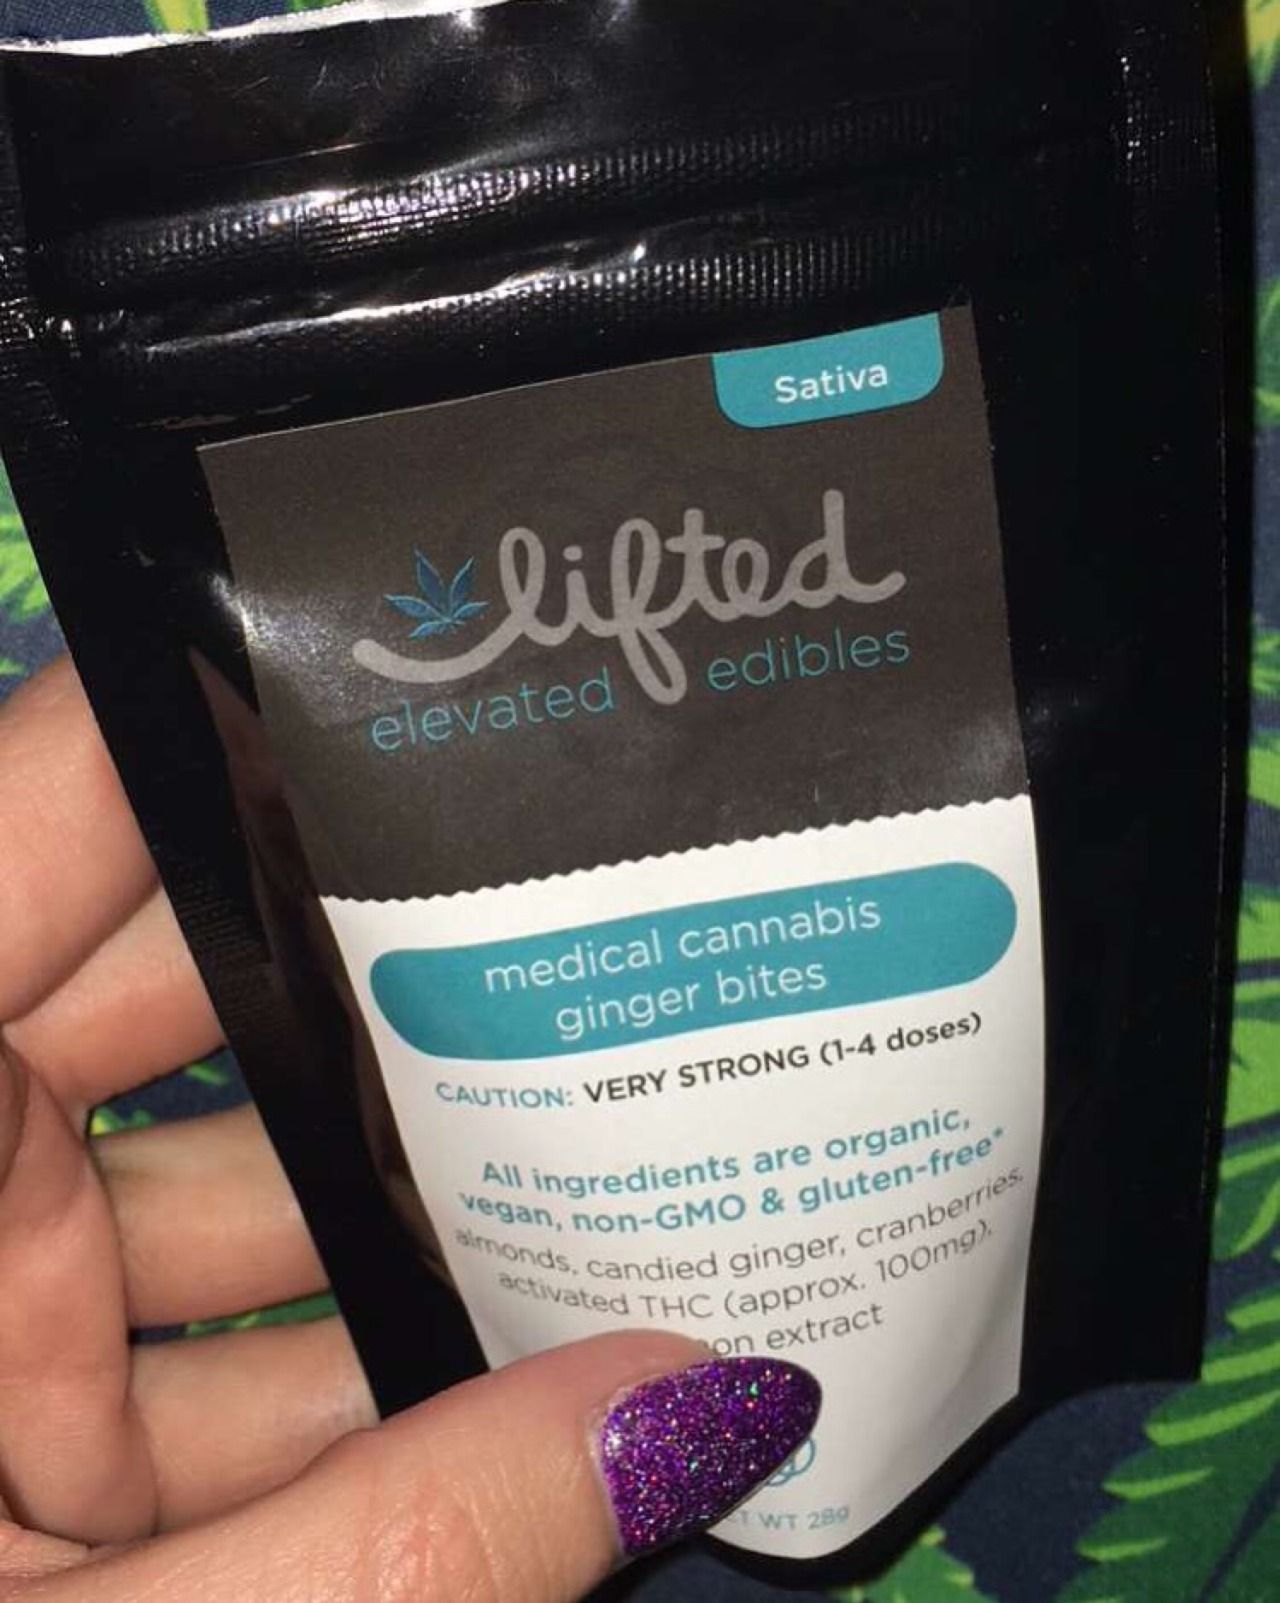 Sativa
lifted
elevated edibles
medical cannabis
ginger bites
CAUTION: VERY STRONG (1-4 doses)
All ingredients are organic,
vegan, non-GMO & gluten-free*
almonds, candied ginger, cranberries,
activated THC (approx. 100mg),
extract
WT 28g